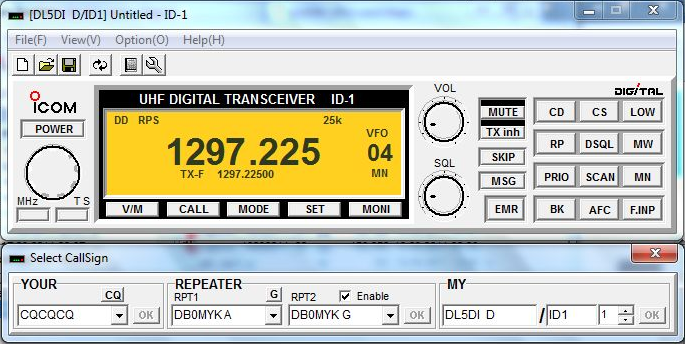 [DL5DI D/ID1] Untitled - ID-1
File(F) View(V) Option(O) Help(H)
ICOM
POWER
MHz TS
UHF DIGITAL TRANSCEIVER ID-1
DD RPS 25k
1297.225
VFO
04
MN
TX-F 1297.22500
V/M CALL MODE SET MONI
VOL
SQL
MUTE
TX inh
SKIP
MSG
EMR
DIGITAL
CD CS LOW
RP DSQL MW
PRIO SCAN MN
BK AFC F.INP
Select CallSign
YOUR
CQ
CQCQCQ OK
REPEATER
RPT1 G RPT2 Enable
DB0MYK A DB0MYK G OK
MY
DL5DI D / ID1 1 OK